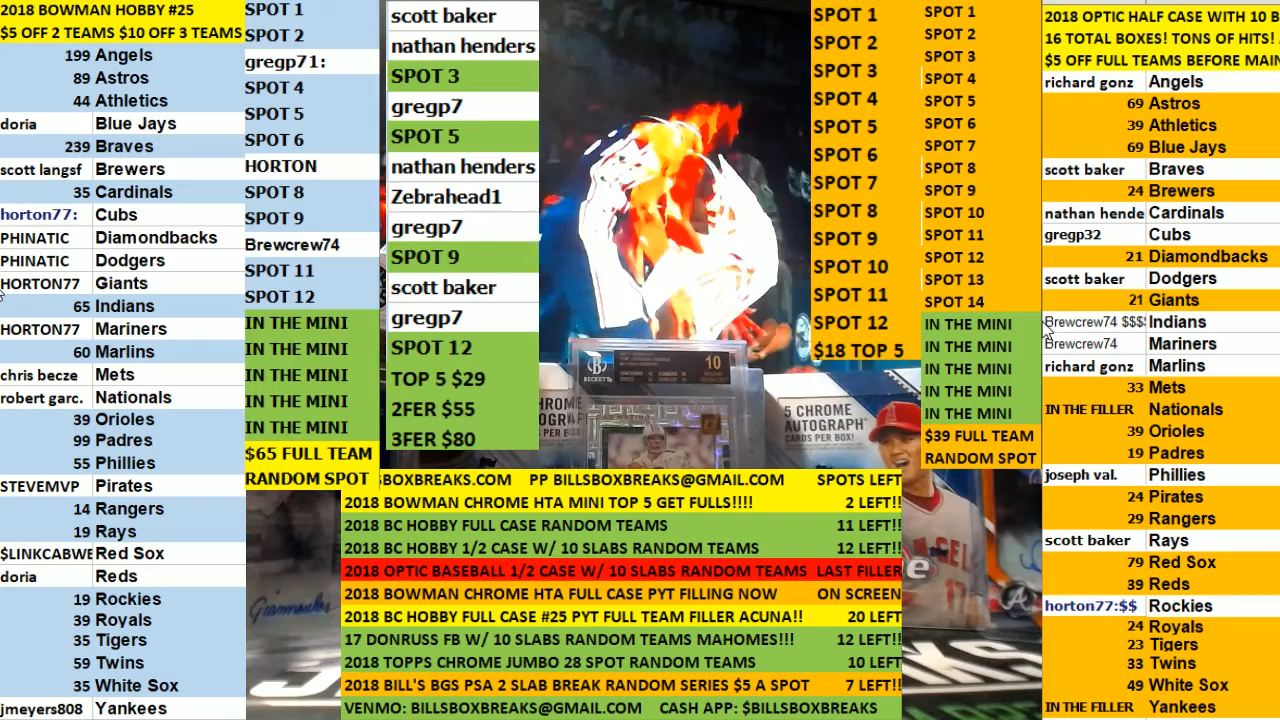 2018 BOWMAN HOBBY #25
$5 OFF 2 TEAMS $10 OFF 3 TEAMS
199 Angels
89 Astros
44 Athletics
doria Blue Jays
239 Braves
scott langsf Brewers
35 Cardinals
horton77: Cubs
PHINATIC Diamondbacks
PHINATIC Dodgers
HORTON77 Giants
65 Indians
HORTON77 Mariners
60 Marlins
chris becze Mets
robert garc. Nationals
39 Orioles
99 Padres
55 Phillies
STEVEMVP Pirates
14 Rangers
19 Rays
$LINKCABWE Red Sox
doria Reds
19 Rockies
39 Royals
35 Tigers
59 Twins
35 White Sox
jmeyers808 Yankees
SPOT 1
SPOT 2
gregp71:
SPOT 4
SPOT 5
SPOT 6
HORTON
SPOT 8
SPOT 9
Brewcrew74
SPOT 11
SPOT 12
IN THE MINI
IN THE MINI
IN THE MINI
IN THE MINI
IN THE MINI
$65 FULL TEAM
RANDOM SPOT
scott baker
nathan henders
SPOT 3
gregp7
SPOT 5
nathan henders
Zebrahead1
gregp7
SPOT 9
scott baker
gregp7
SPOT 12
TOP 5 $29
2FER $55
3FER $80
BECKETT
10
5 CHROME
AUTOGRAPH
CARDS PER BOX!
SPOT 1
SPOT 2
SPOT 3
SPOT 4
SPOT 5
SPOT 6
SPOT 7
SPOT 8
SPOT 9
SPOT 10
SPOT 11
SPOT 12
$18 TOP 5
SPOT 1
SPOT 2
SPOT 3
SPOT 4
SPOT 5
SPOT 6
SPOT 7
SPOT 8
SPOT 9
SPOT 10
SPOT 11
SPOT 12
SPOT 13
SPOT 14
IN THE MINI
IN THE MINI
IN THE MINI
IN THE MINI
IN THE MINI
$39 FULL TEAM
RANDOM SPOT
BOXBREAKS.COM PP BILLSBOXBREAKS@GMAIL.COM SPOTS LEFT
2018 BOWMAN CHROME HTA MINI TOP 5 GET FULLS!!!! 2 LEFT!!
2018 BC HOBBY FULL CASE RANDOM TEAMS 11 LEFT!!
2018 BC HOBBY 1/2 CASE W/ 10 SLABS RANDOM TEAMS 12 LEFT!!
2018 OPTIC BASEBALL 1/2 CASE W/ 10 SLABS RANDOM TEAMS LAST FILLER
2018 BOWMAN CHROME HTA FULL CASE PYT FILLING NOW ON SCREEN
2018 BC HOBBY FULL CASE #25 PYT FULL TEAM FILLER ACUNA!! 20 LEFT!!
17 DONRUSS FB W/ 10 SLABS RANDOM TEAMS MAHOMES!!! 12 LEFT!!
2018 TOPPS CHROME JUMBO 28 SPOT RANDOM TEAMS 10 LEFT
2018 BILL'S BGS PSA 2 SLAB BREAK RANDOM SERIES $5 A SPOT 7 LEFT!!
VENMO: BILLSBOXBREAKS@GMAIL.COM CASH APP: $BILLSBOXBREAKS
2018 OPTIC HALF CASE WITH 10 B
16 TOTAL BOXES! TONS OF HITS!
$5 OFF FULL TEAMS BEFORE MAIN
richard gonz Angels
69 Astros
39 Athletics
69 Blue Jays
scott baker Braves
24 Brewers
nathan hende Cardinals
gregp32 Cubs
21 Diamondbacks
scott baker Dodgers
21 Giants
Brewcrew74 $$$ Indians
Brewcrew74 Mariners
richard gonz Marlins
33 Mets
IN THE FILLER Nationals
39 Orioles
19 Padres
joseph val. Phillies
24 Pirates
29 Rangers
scott baker Rays
79 Red Sox
39 Reds
horton77:$$ Rockies
24 Royals
23 Tigers
33 Twins
49 White Sox
IN THE FILLER Yankees